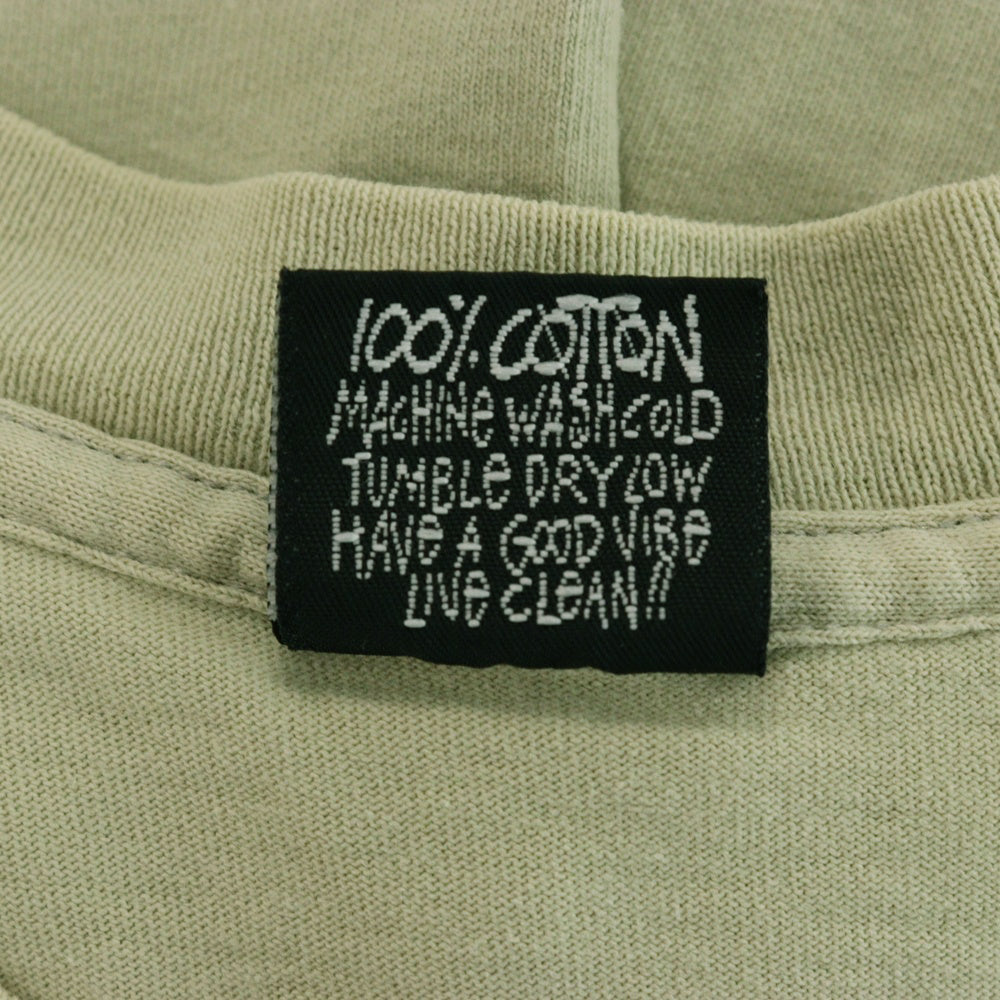 100% COTTON
MACHINE WASH COLD
TUMBLE DRY LOW
HAVE A GOOD VIBE
LIVE CLEAN!!